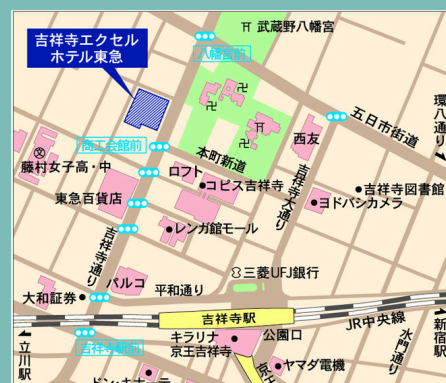 武蔵野八幡宮
吉祥寺エクセル
ホテル東急
八幡宮前
五日市街道
環八通り
商工会館前
本町新道
西友
藤村女子高・中
ロフト
コピス吉祥寺
吉祥寺大通り
吉祥寺図書館
ヨドバシカメラ
東急百貨店
レンガ館モール
吉祥寺通り
三菱UFJ銀行
パルコ
平和通り
大和証券
吉祥寺駅
JR中央線
水門通り
新宿駅
立川駅
吉祥寺駅前
キラリナ
京王吉祥寺
公園口
ヤマダ電機